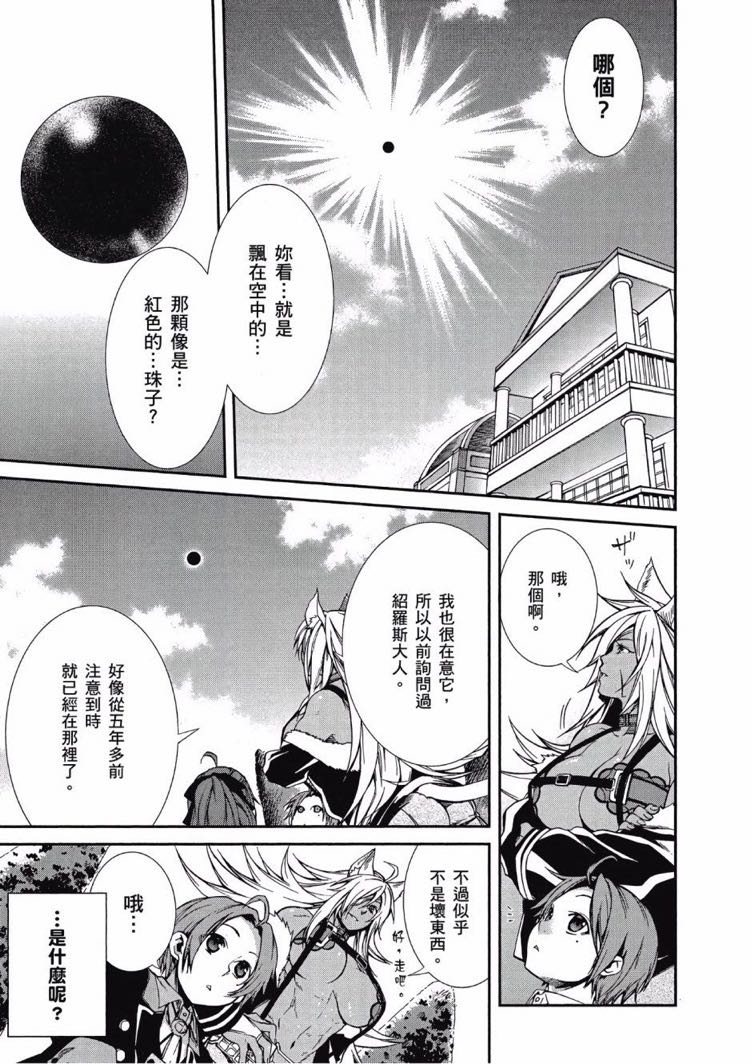 哪個？
妳看…就是
飄在空中的…
那顆像是…
紅色的…珠子？
ザッ
哦，
那個啊。
我也很在意它，
所以以前詢問過
紹羅斯大人。
好像從五年多前
注意到時
就已經在那裡了。
不過似乎
不是壞東西。
好，走吧。
哦…
…是什麼呢？